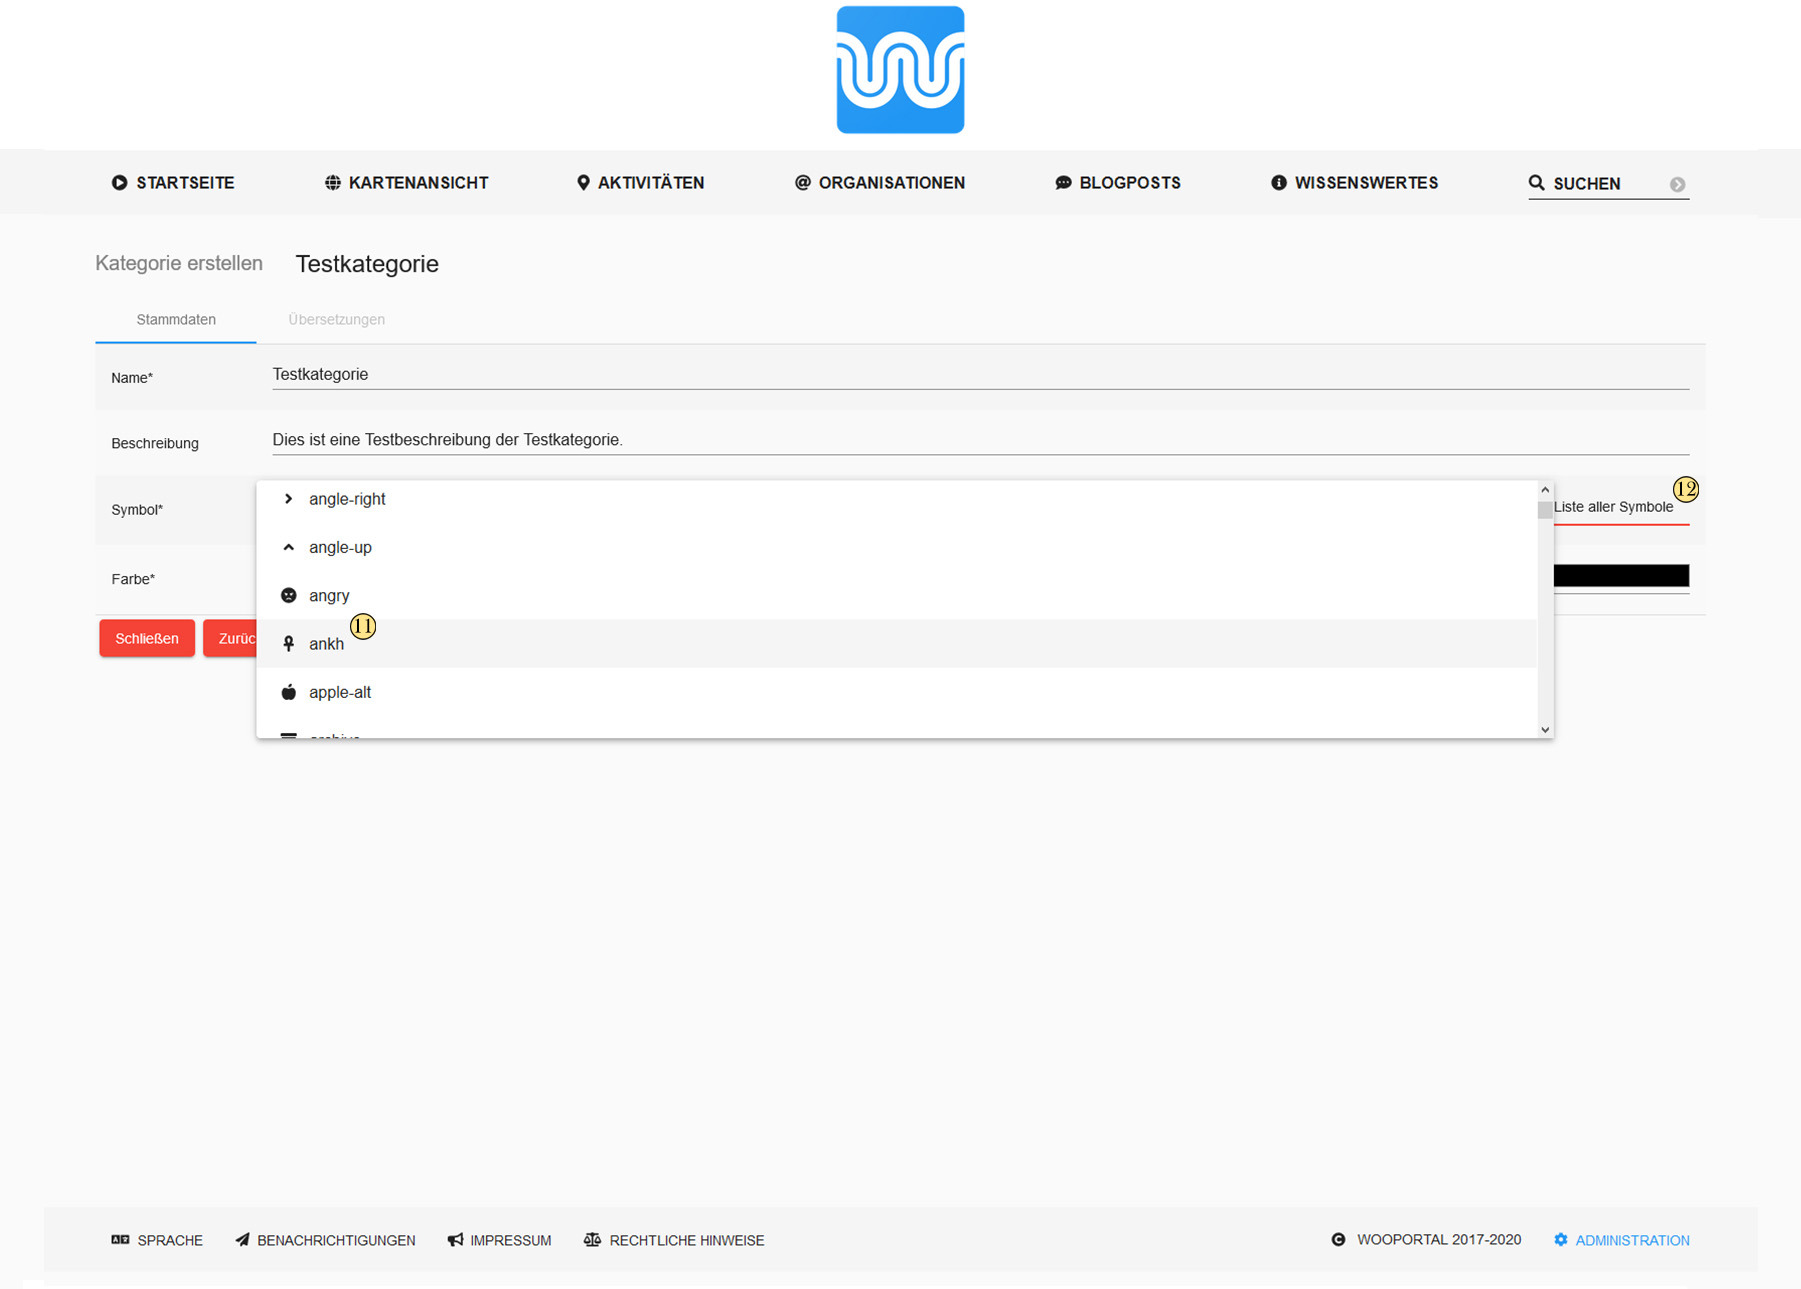 STARTSEITE KARTENANSICHT AKTIVITÄTEN ORGANISATIONEN BLOGPOSTS WISSENSWERTES SUCHEN
Kategorie erstellen Testkategorie
Stammdaten Übersetzungen
Name* Testkategorie
Beschreibung Dies ist eine Testbeschreibung der Testkategorie.
12
Symbol* angle-right Liste aller Symbole
angle-up
Farbe* angry
11
Schließen Zurüc ankh
apple-alt
archive
SPRACHE BENACHRICHTIGUNGEN IMPRESSUM RECHTLICHE HINWEISE WOOPORTAL 2017-2020 ADMINISTRATION